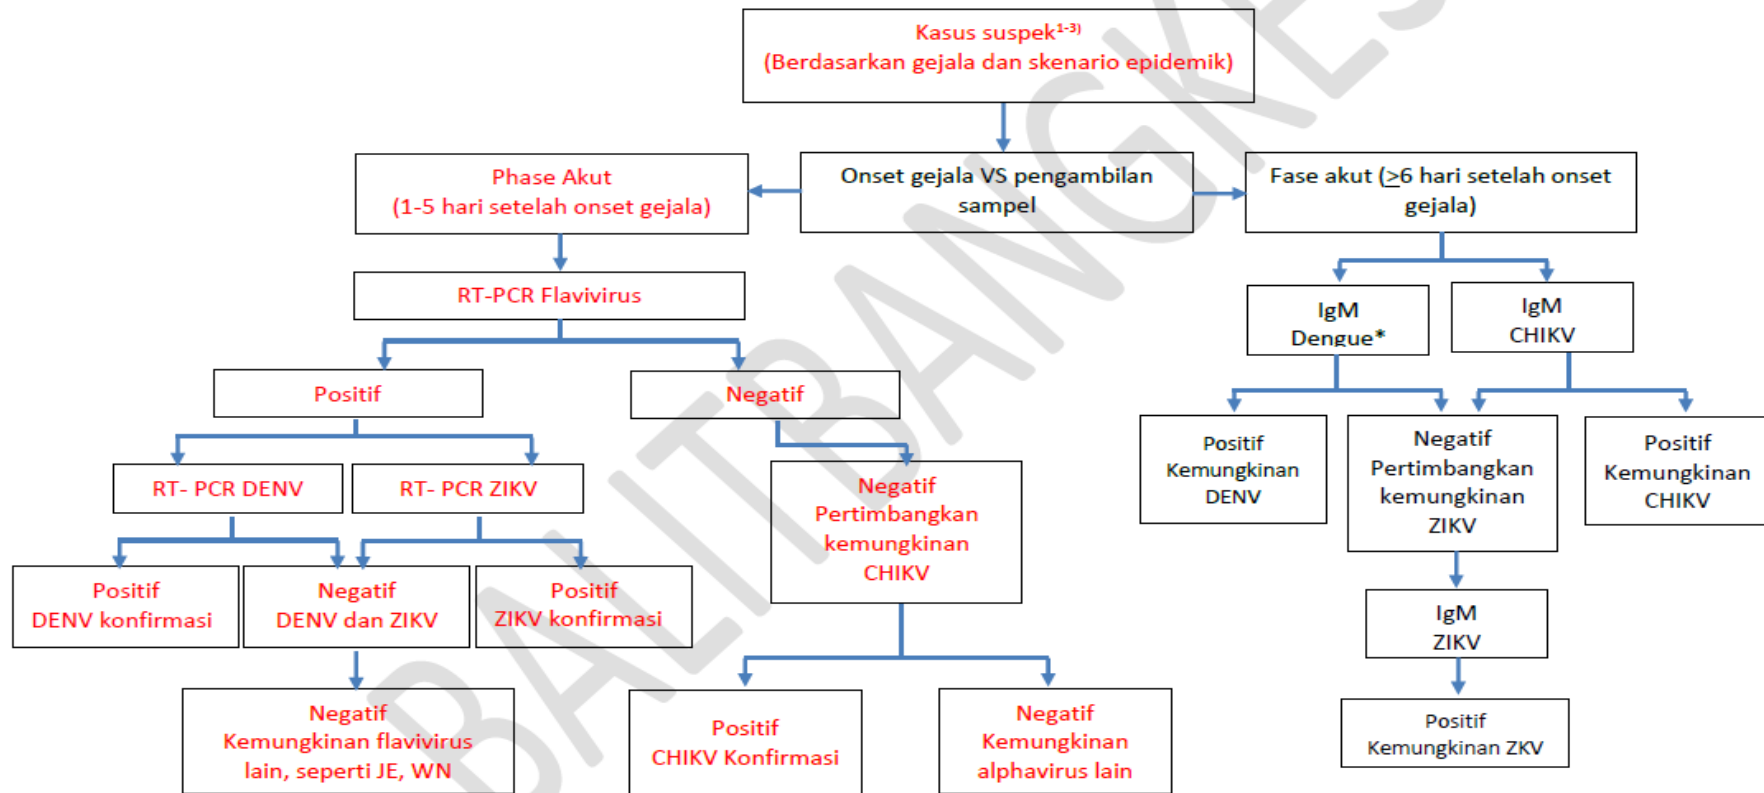 Kasus suspek¹⁻³⁾
(Berdasarkan gejala dan skenario epidemik)
Phase Akut
(1-5 hari setelah onset gejala)
Onset gejala VS pengambilan
sampel
Fase akut (≥6 hari setelah onset
gejala)
RT-PCR Flavivirus
IgM
Dengue*
IgM
CHIKV
Positif
Negatif
Positif
Kemungkinan
DENV
Negatif
Pertimbangkan
kemungkinan
ZIKV
Positif
Kemungkinan
CHIKV
RT- PCR DENV
RT- PCR ZIKV
Negatif
Pertimbangkan
kemungkinan
CHIKV
Positif
DENV konfirmasi
Negatif
DENV dan ZIKV
Positif
ZIKV konfirmasi
IgM
ZIKV
Negatif
Kemungkinan flavivirus
lain, seperti JE, WN
Positif
CHIKV Konfirmasi
Negatif
Kemungkinan
alphavirus lain
Positif
Kemungkinan ZKV
BALITBANGKES